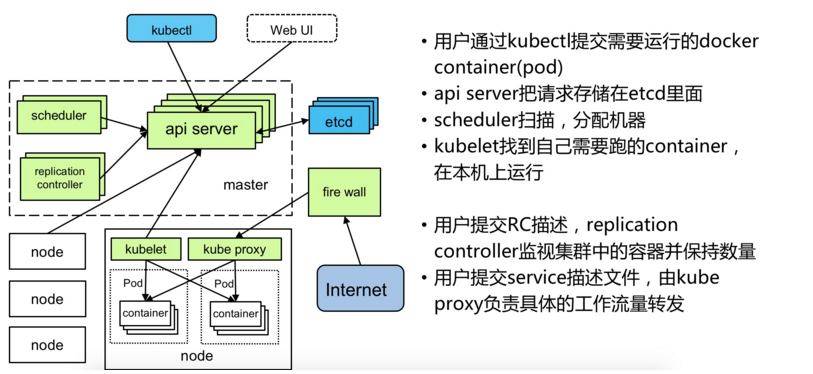 kubectl
Web UI
scheduler
api server
etcd
replication
controller
master
fire wall
node
kubelet
kube proxy
node
Pod
Pod
Internet
container
container
node
node
• 用户通过kubectl提交需要运行的docker
container(pod)
• api server把请求存储在etcd里面
• scheduler扫描，分配机器
• kubelet找到自己需要跑的container，
在本机上运行
• 用户提交RC描述，replication
controller监视集群中的容器并保持数量
• 用户提交service描述文件，由kube
proxy负责具体的工作流量转发